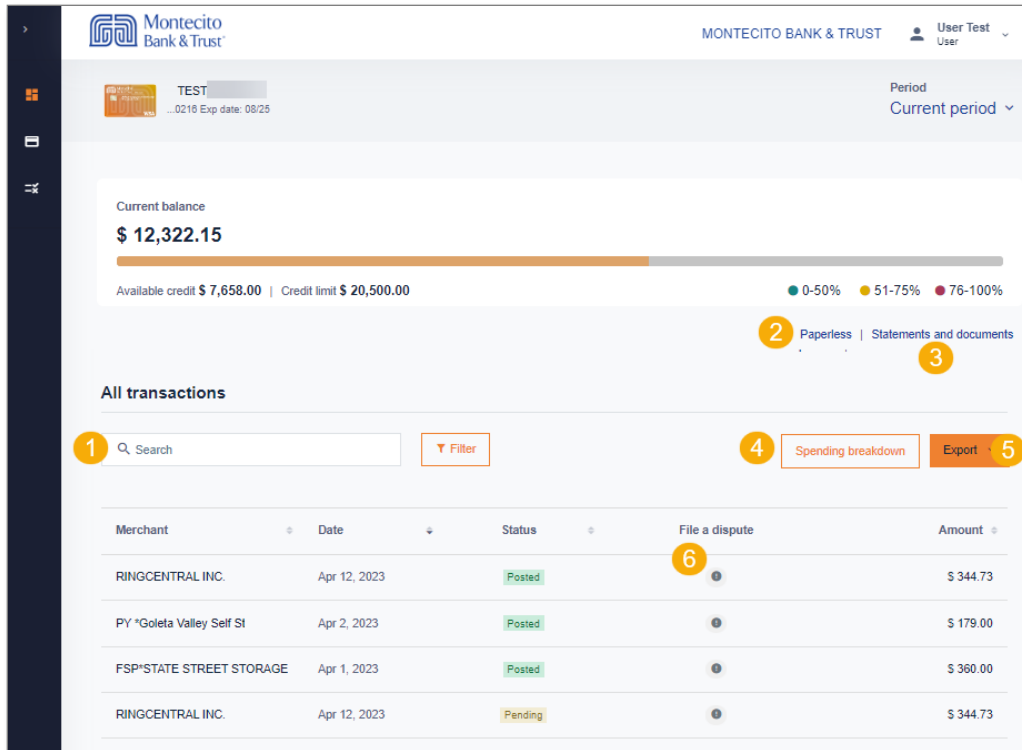 Montecito
Bank & Trust
MONTECITO BANK & TRUST
User Test
User
TEST
...0216 Exp date: 08/25
VISA
Period
Current period
Current balance
$ 12,322.15
Available credit $ 7,658.00 | Credit limit $ 20,500.00
0-50% 51-75% 76-100%
2 Paperless | Statements and documents
3
All transactions
1 Search Filter 4 Spending breakdown Export 5
Merchant Date Status File a dispute Amount
6
RINGCENTRAL INC. Apr 12, 2023 Posted $ 344.73
PY *Goleta Valley Self St Apr 2, 2023 Posted $ 179.00
FSP*STATE STREET STORAGE Apr 1, 2023 Posted $ 360.00
RINGCENTRAL INC. Apr 12, 2023 Pending $ 344.73